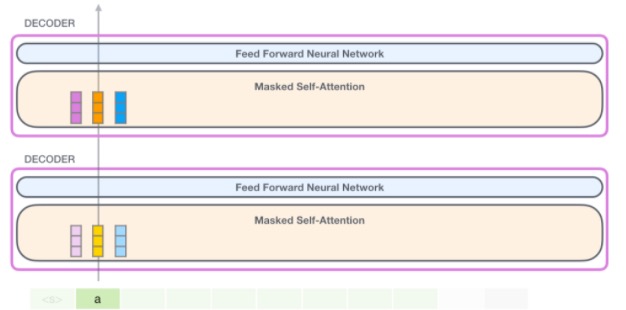 DECODER
Feed Forward Neural Network
Masked Self-Attention
DECODER
Feed Forward Neural Network
Masked Self-Attention
<s> a